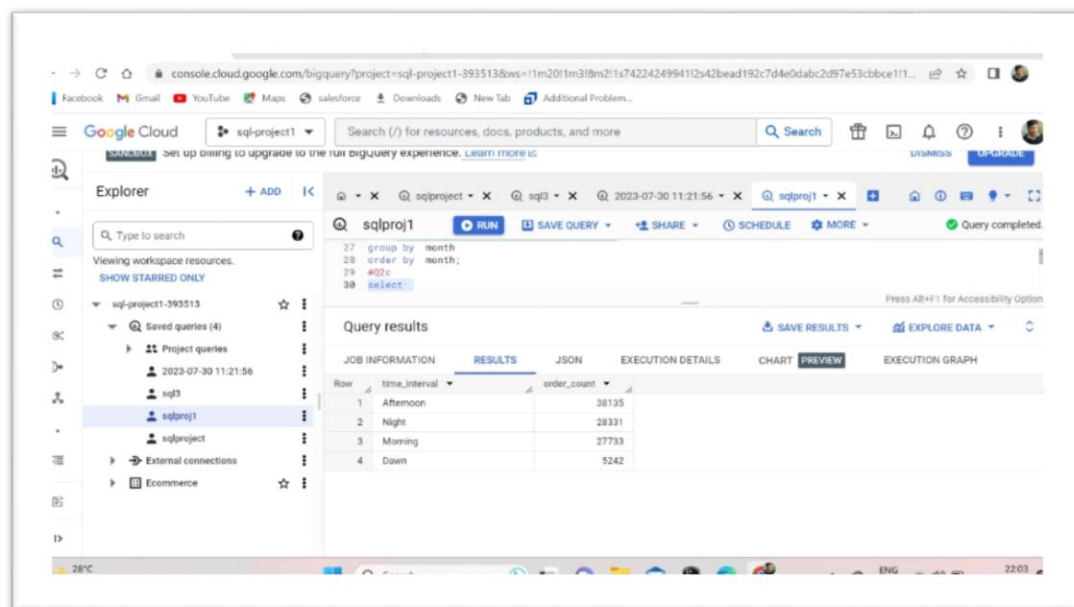 console.cloud.google.com/bigquery?project=sql-project1-393513&ws=!1m20!1m3!8m2!1s74224249941!2s42bead192c7d4e0dabc2d97e53cbbce1!1...
Facebook Gmail YouTube Maps salesforce Downloads New Tab Additional Problem...
Google Cloud sql-project1 Search (/) for resources, docs, products, and more Search
SANDBOX Set up billing to upgrade to the full BigQuery experience. Learn more DISMISS UPGRADE
Explorer + ADD
sqlproject sql3 2023-07-30 11:21:56 sqlproj1
sqlproj1 RUN SAVE QUERY SHARE SCHEDULE MORE Query completed.
Type to search
Viewing workspace resources.
SHOW STARRED ONLY
27 group by month
28 order by month;
29 #Q2c
30 select
Press Alt+F1 for Accessibility Option
sql-project1-393513
Saved queries (4)
Project queries
2023-07-30 11:21:56
sql3
sqlproj1
sqlproject
External connections
Ecommerce
Query results SAVE RESULTS EXPLORE DATA
JOB INFORMATION RESULTS JSON EXECUTION DETAILS CHART PREVIEW EXECUTION GRAPH
Row time_interval order_count
1 Afternoon 38135
2 Night 28331
3 Morning 27733
4 Dawn 5242
28°C ENG 22:03